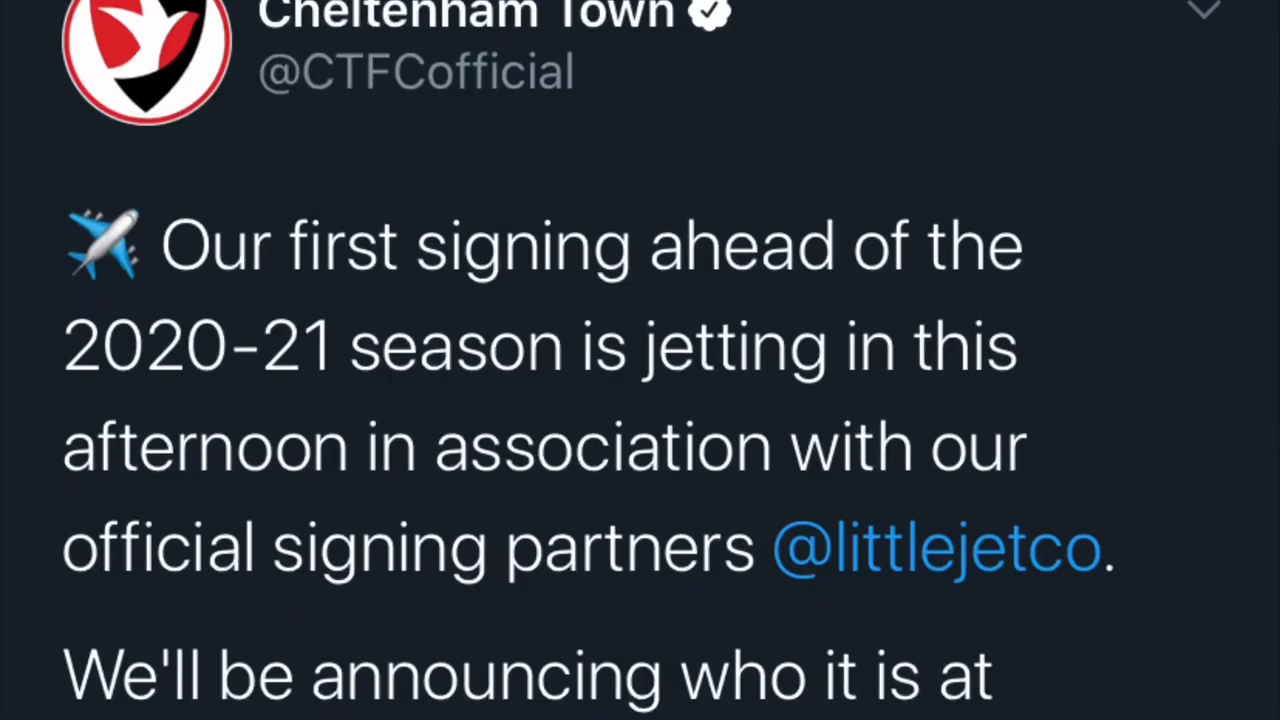 Cheltenham Town
@CTFCofficial
Our first signing ahead of the
2020-21 season is jetting in this
afternoon in association with our
official signing partners @littlejetco.
We'll be announcing who it is at